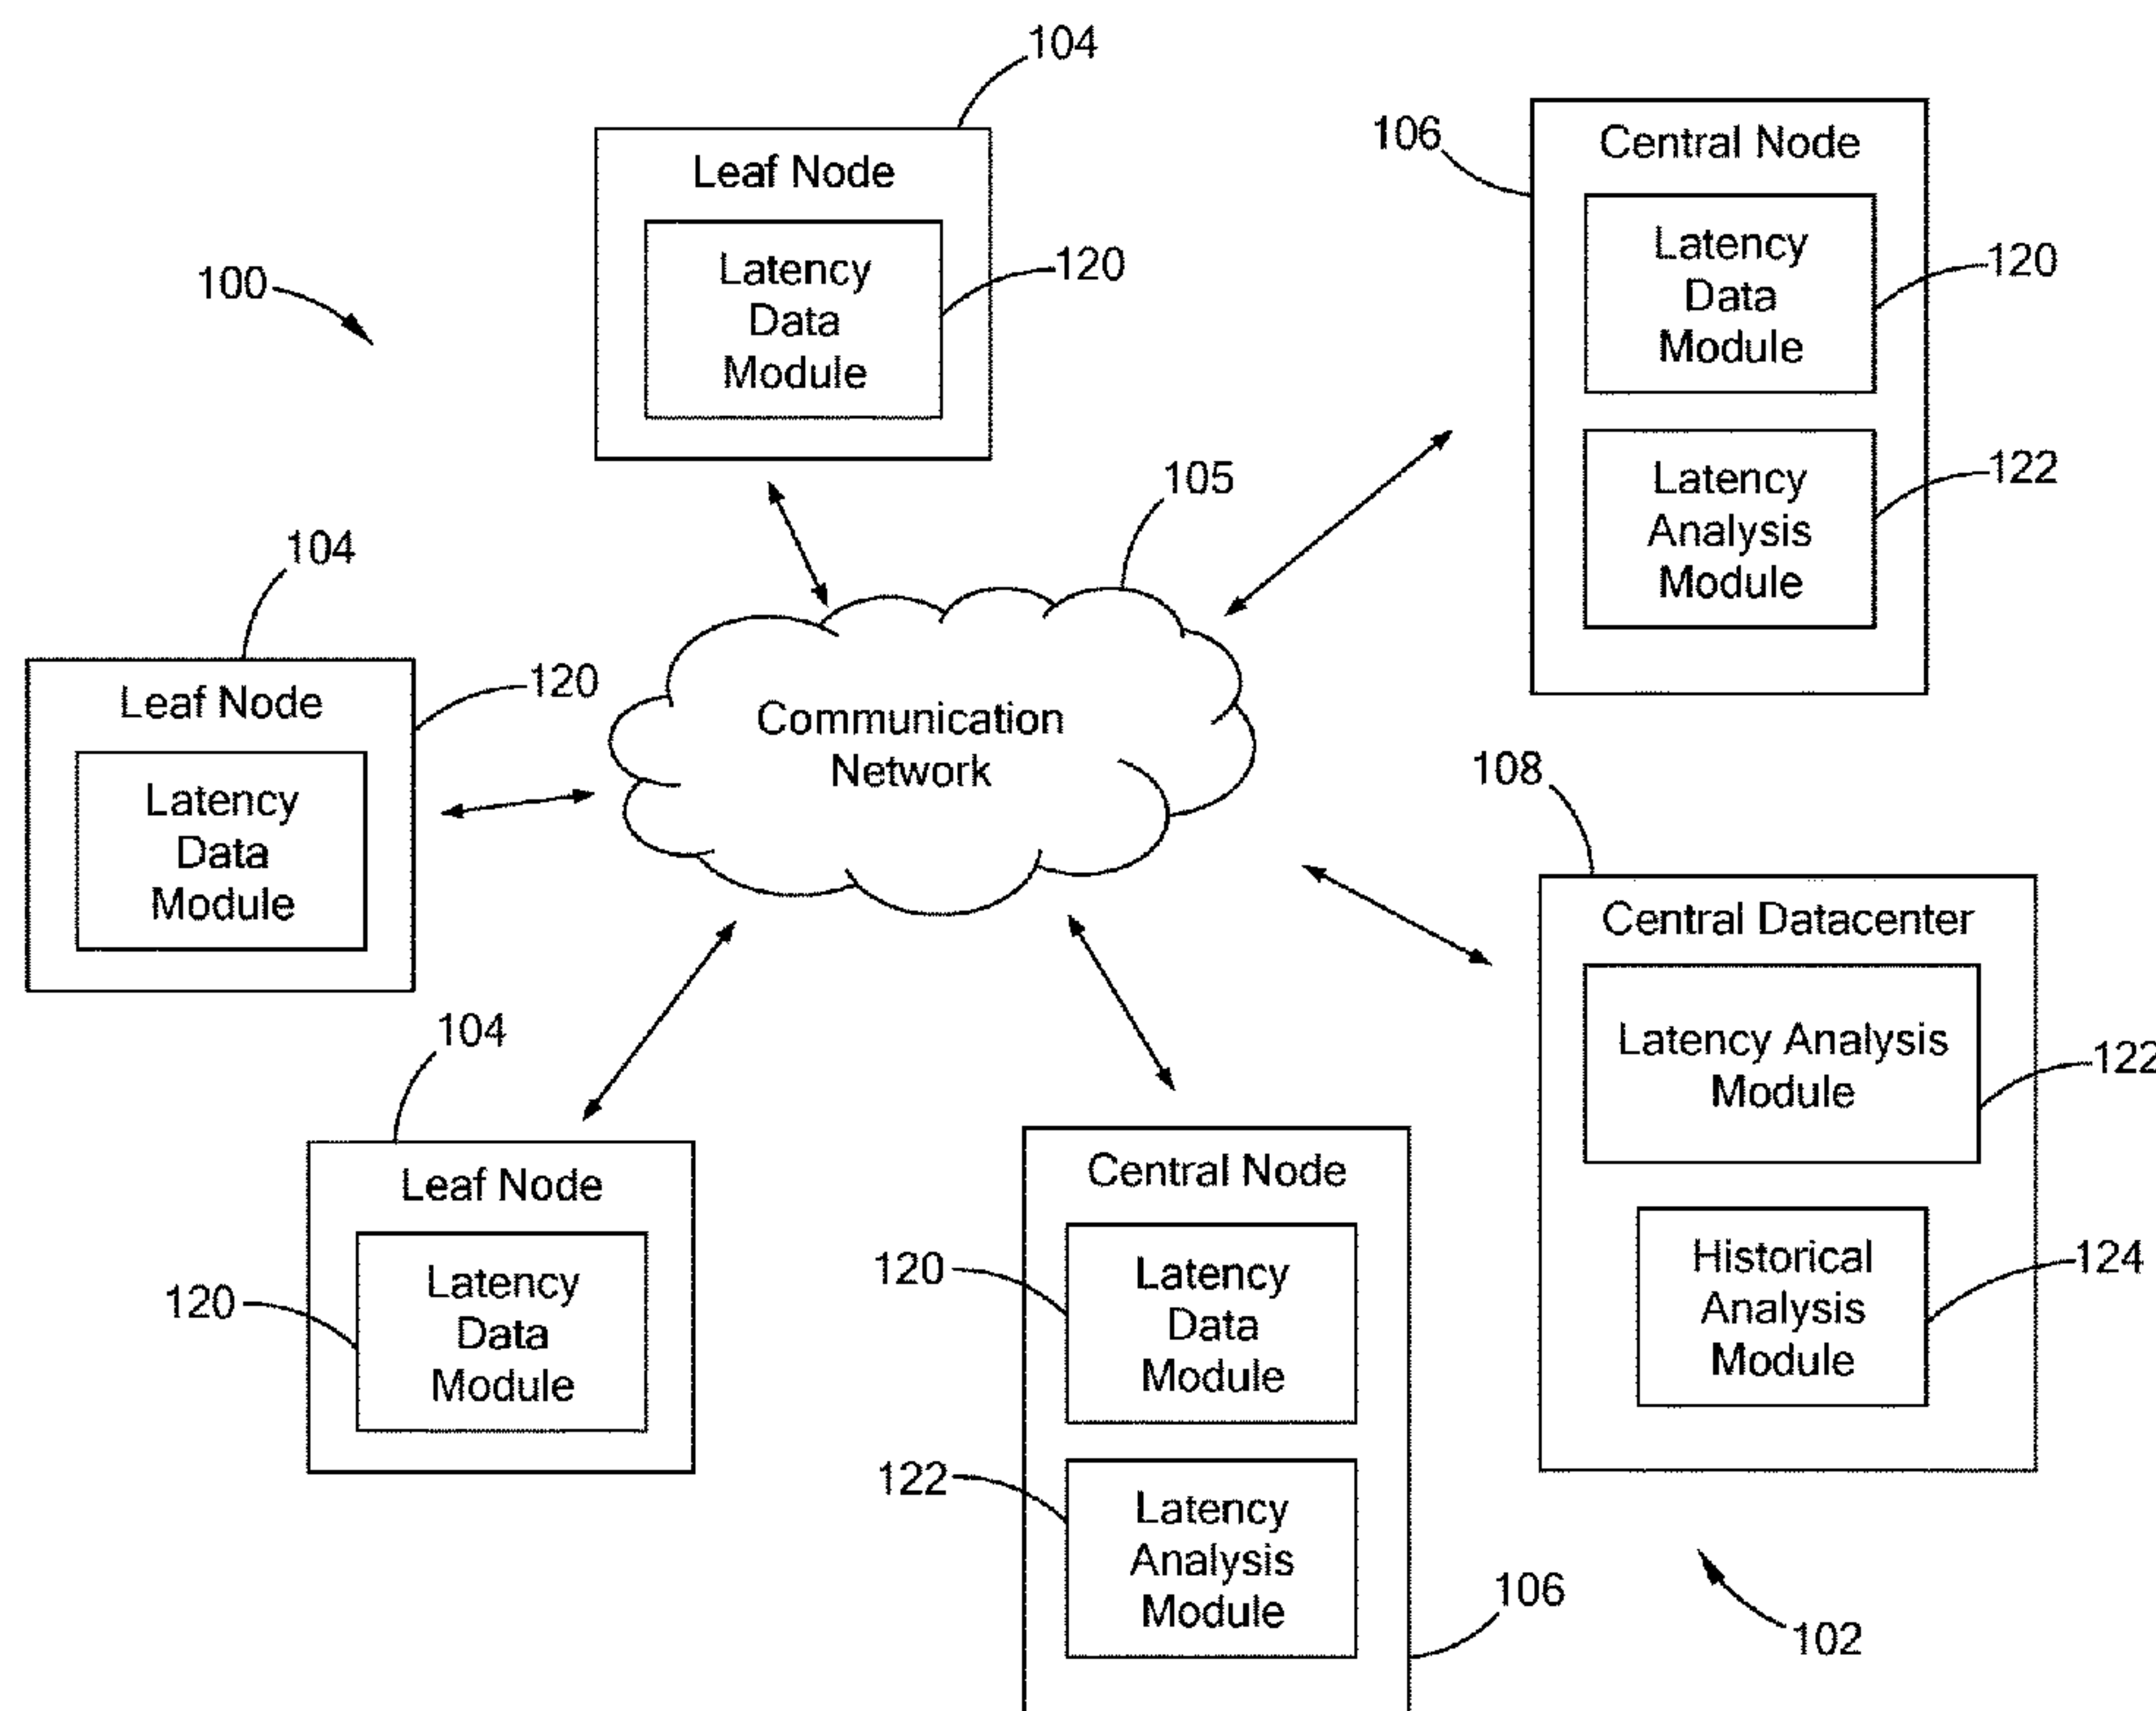 104
Leaf Node
Latency
Data
Module
120
100
106
Central Node
Latency
Data
Module
120
Latency
Analysis
Module
122
105
Communication
Network
104
Leaf Node
120
Latency
Data
Module
108
Central Datacenter
Latency Analysis
Module
122
Historical
Analysis
Module
124
104
Leaf Node
120
Latency
Data
Module
Central Node
120
Latency
Data
Module
122
Latency
Analysis
Module
106
102